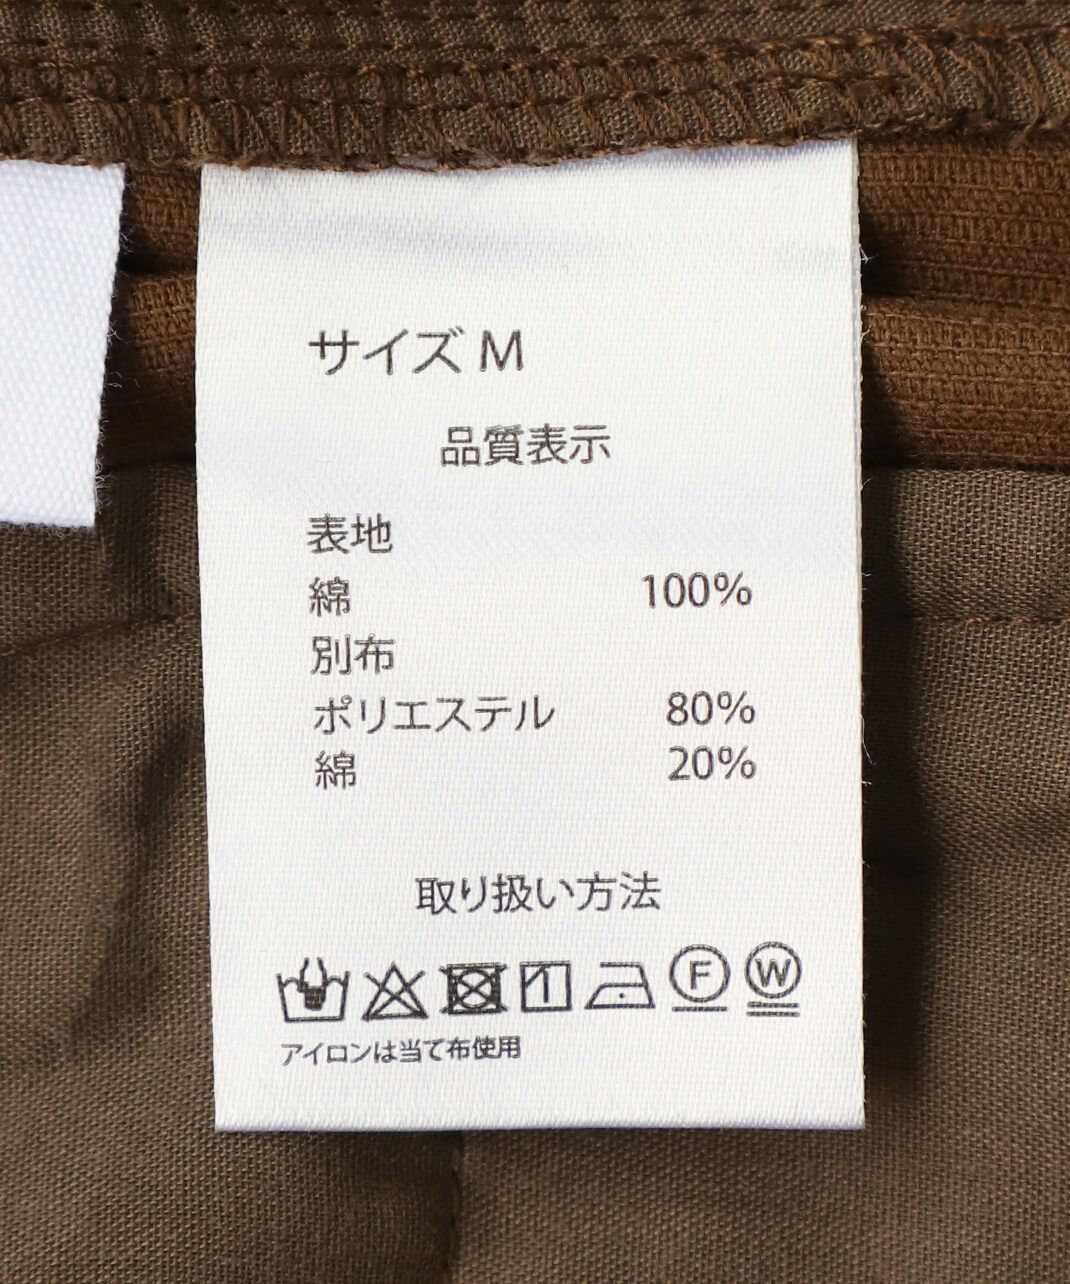 サイズ M
品質表示
表地
綿 100%
別布
ポリエステル 80%
綿 20%
取り扱い方法
F W
アイロンは当て布使用